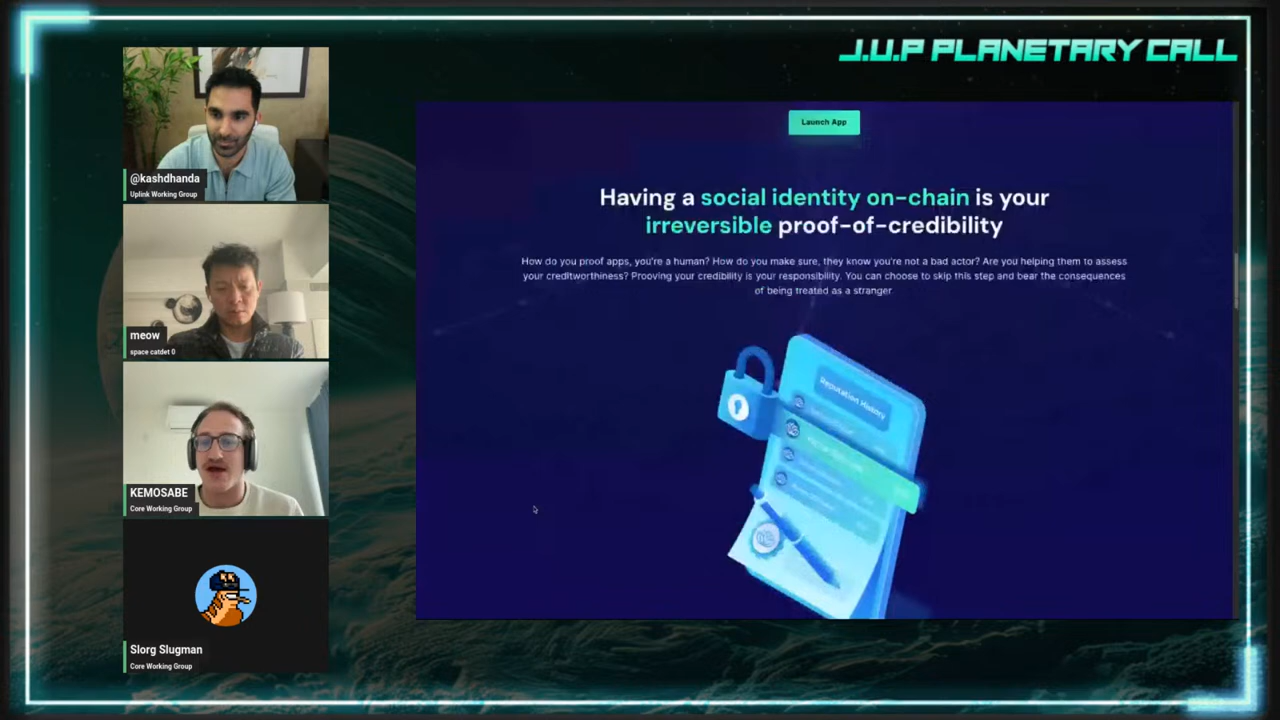 J.U.P PLANETARY CALL
@kashdhanda
Uplink Working Group
meow
space catdet 0
KEMOSABE
Core Working Group
Slorg Slugman
Core Working Group
Launch App
Having a social identity on-chain is your
irreversible proof-of-credibility
How do you proof apps, you're a human? How do you make sure, they know you're not a bad actor? Are you helping them to assess
your creditworthiness? Prooving your credibility is your responsibility. You can choose to skip this step and bear the consequences
of being treated as a stranger
Reputation History